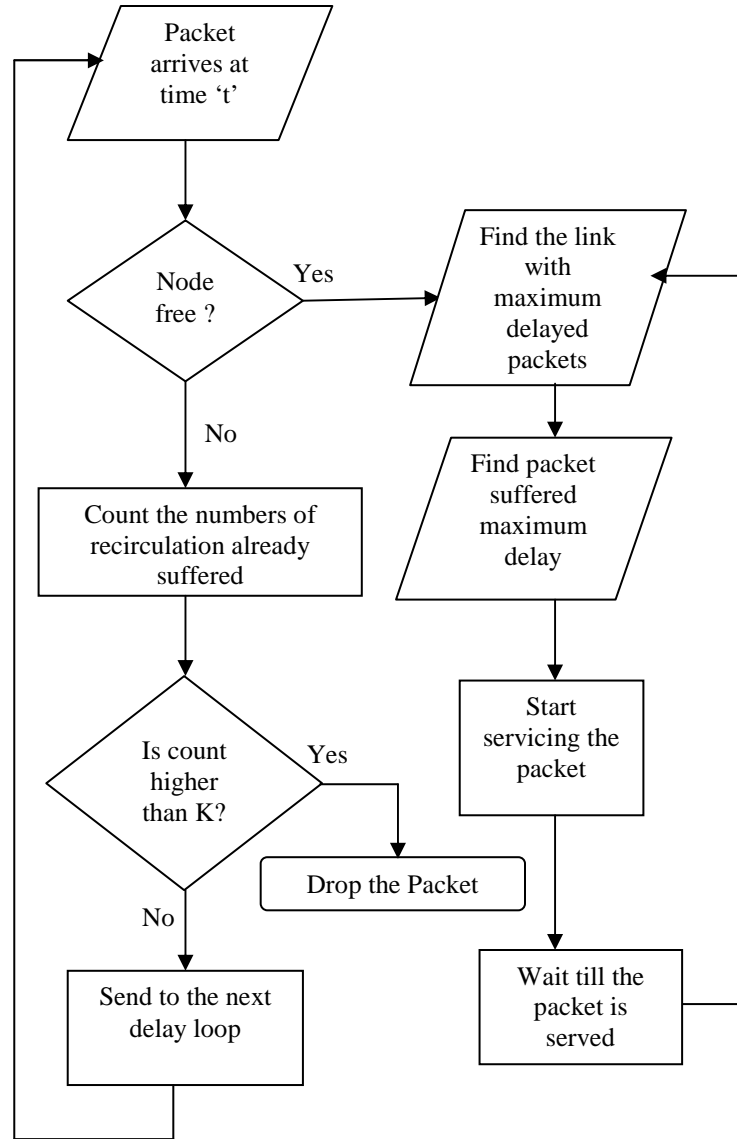 Packet
arrives at
time ‘t’
Node
free ?
Yes
No
Find the link
with
maximum
delayed
packets
Find packet
suffered
maximum
delay
Count the numbers of
recirculation already
suffered
Start
servicing the
packet
Is count
higher
than K?
Yes
Drop the Packet
No
Send to the next
delay loop
Wait till the
packet is
served